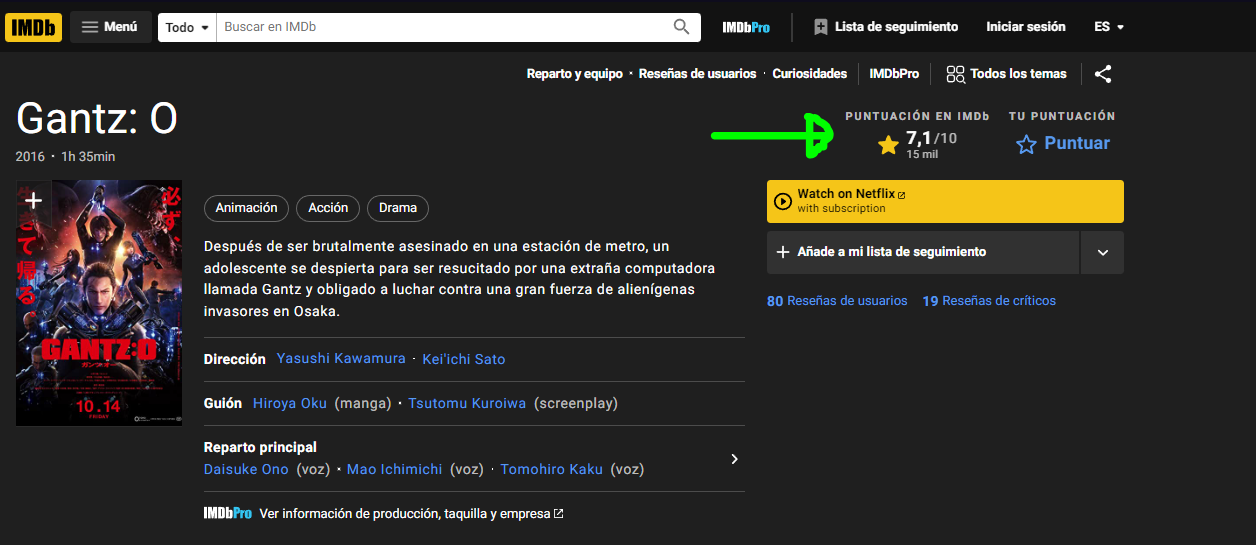 IMDb Menú Todo Buscar en IMDb IMDbPro Lista de seguimiento Iniciar sesión ES
Reparto y equipo · Reseñas de usuarios · Curiosidades IMDbPro Todos los temas
Gantz: O
2016 · 1h 35min
PUNTUACIÓN EN IMDb TU PUNTUACIÓN
7,1/10 Puntuar
15 mil
必ず、
生きて帰る。
GANTZ:O
ガンツ:オー
10.14
FRIDAY
Animación Acción Drama
Después de ser brutalmente asesinado en una estación de metro, un
adolescente se despierta para ser resucitado por una extraña computadora
llamada Gantz y obligado a luchar contra una gran fuerza de alienígenas
invasores en Osaka.
Dirección Yasushi Kawamura · Kei'ichi Sato
Guión Hiroya Oku (manga) · Tsutomu Kuroiwa (screenplay)
Reparto principal
Daisuke Ono (voz) · Mao Ichimichi (voz) · Tomohiro Kaku (voz)
IMDbPro Ver información de producción, taquilla y empresa
Watch on Netflix
with subscription
Añade a mi lista de seguimiento
80 Reseñas de usuarios 19 Reseñas de críticos